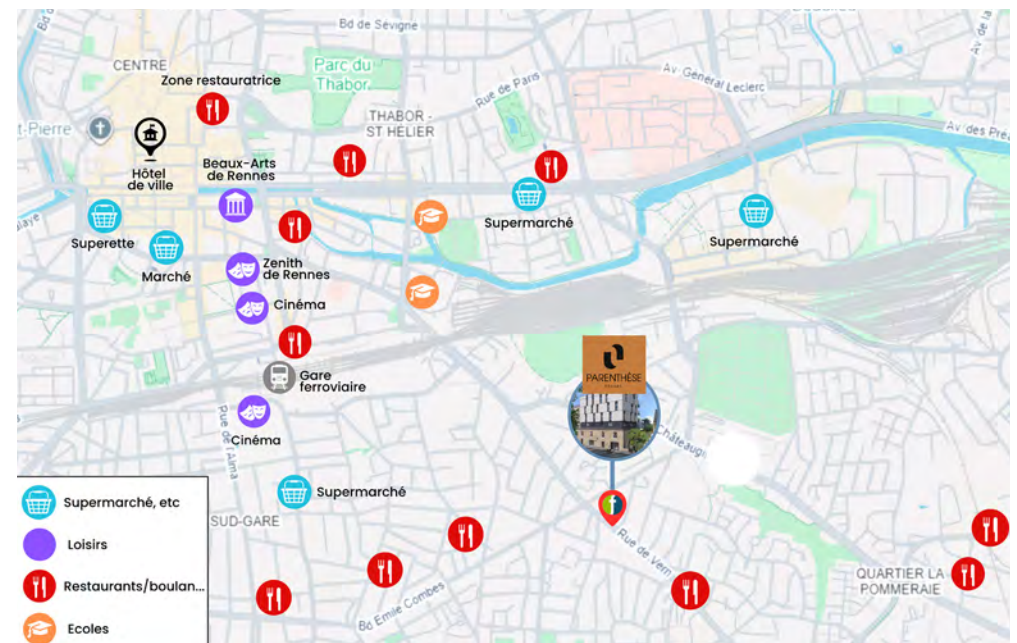 Bd de Sévigné
CENTRE
Parc du
Thabor
Zone restauratrice
Rue de Paris
Av. Général Leclerc
THABOR -
ST HÉLIER
t-Pierre
Av. des Pré
Hôtel
de ville
Beaux-Arts
de Rennes
Superette
Supermarché
Supermarché
Marché
Zenith
de Rennes
Cinéma
PARENTHÈSE
Gare
ferroviaire
Rue de l'Alma
Cinéma
Châteaugi
Supermarché
SUD-GARE
Rue de Vern
QUARTIER LA
POMMERAIE
Bd Emile Combes
Supermarché, etc
Loisirs
Restaurants/boulan...
Ecoles